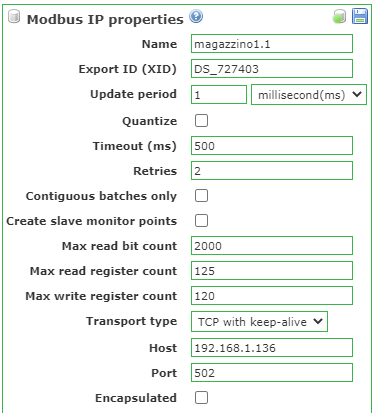 Modbus IP properties
Name magazzino1.1
Export ID (XID) DS_727403
Update period 1 millisecond(ms)
Quantize
Timeout (ms) 500
Retries 2
Contiguous batches only
Create slave monitor points
Max read bit count 2000
Max read register count 125
Max write register count 120
Transport type TCP with keep-alive
Host 192.168.1.136
Port 502
Encapsulated